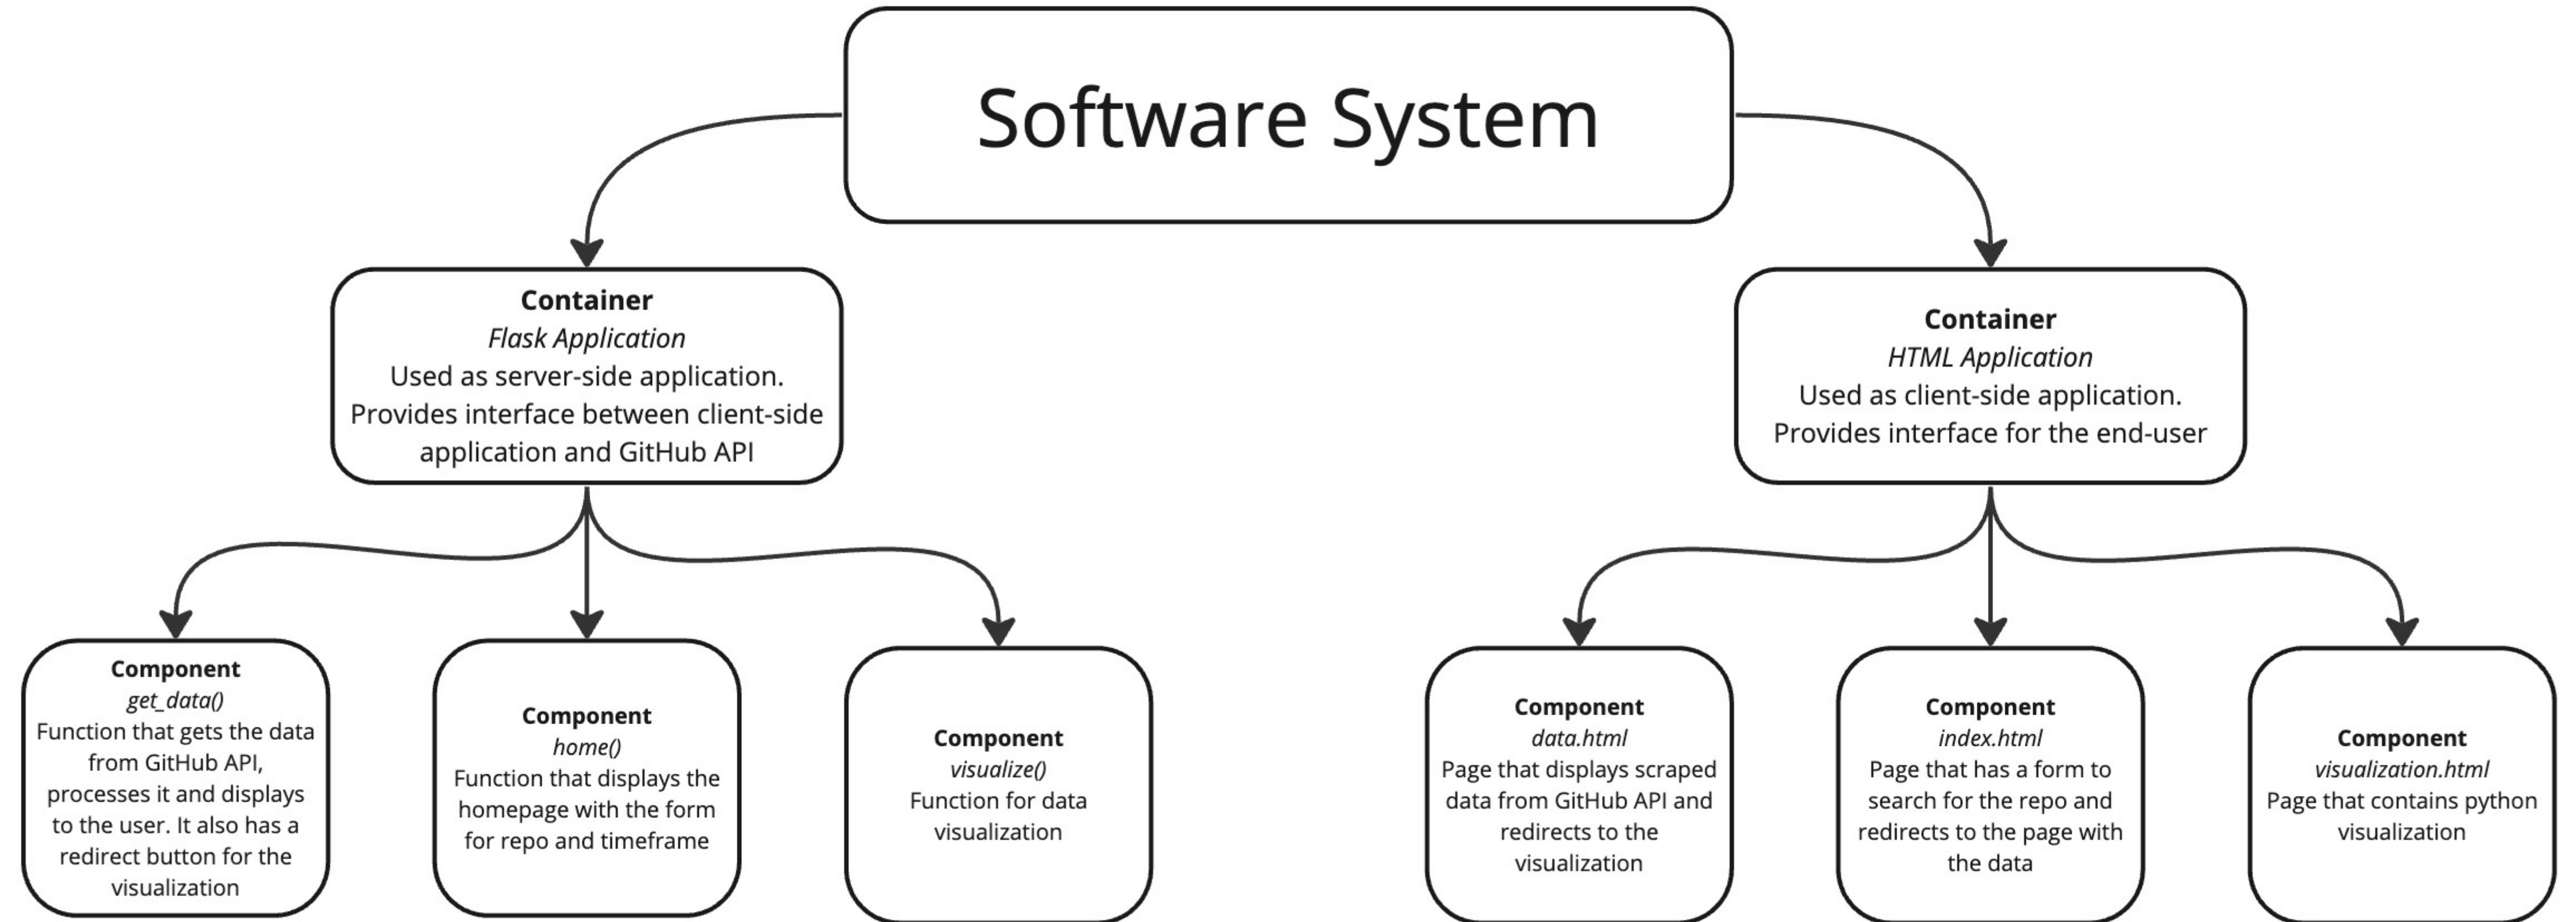 Software System
Container
Flask Application
Used as server-side application.
Provides interface between client-side
application and GitHub API
Container
HTML Application
Used as client-side application.
Provides interface for the end-user
Component
get_data()
Function that gets the data
from GitHub API,
processes it and displays
to the user. It also has a
redirect button for the
visualization
Component
home()
Function that displays the
homepage with the form
for repo and timeframe
Component
visualize()
Function for data
visualization
Component
data.html
Page that displays scraped
data from GitHub API and
redirects to the
visualization
Component
index.html
Page that has a form to
search for the repo and
redirects to the page with
the data
Component
visualization.html
Page that contains python
visualization